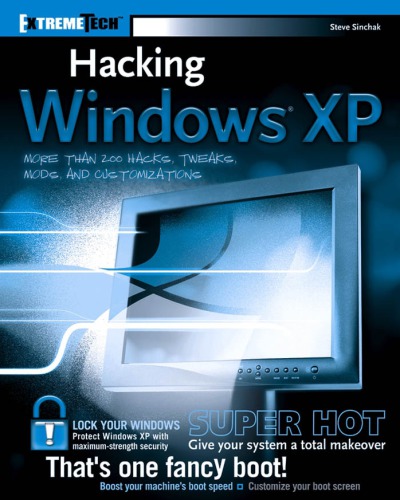 EXTREMETECH™
Steve Sinchak
Hacking
Windows® XP
MORE THAN 200 HACKS, TWEAKS,
MODS, AND CUSTOMIZATIONS
LOCK YOUR WINDOWS
Protect Windows XP with
maximum-strength security
SUPER HOT
Give your system a total makeover
That's one fancy boot!
Boost your machine's boot speed Customize your boot screen